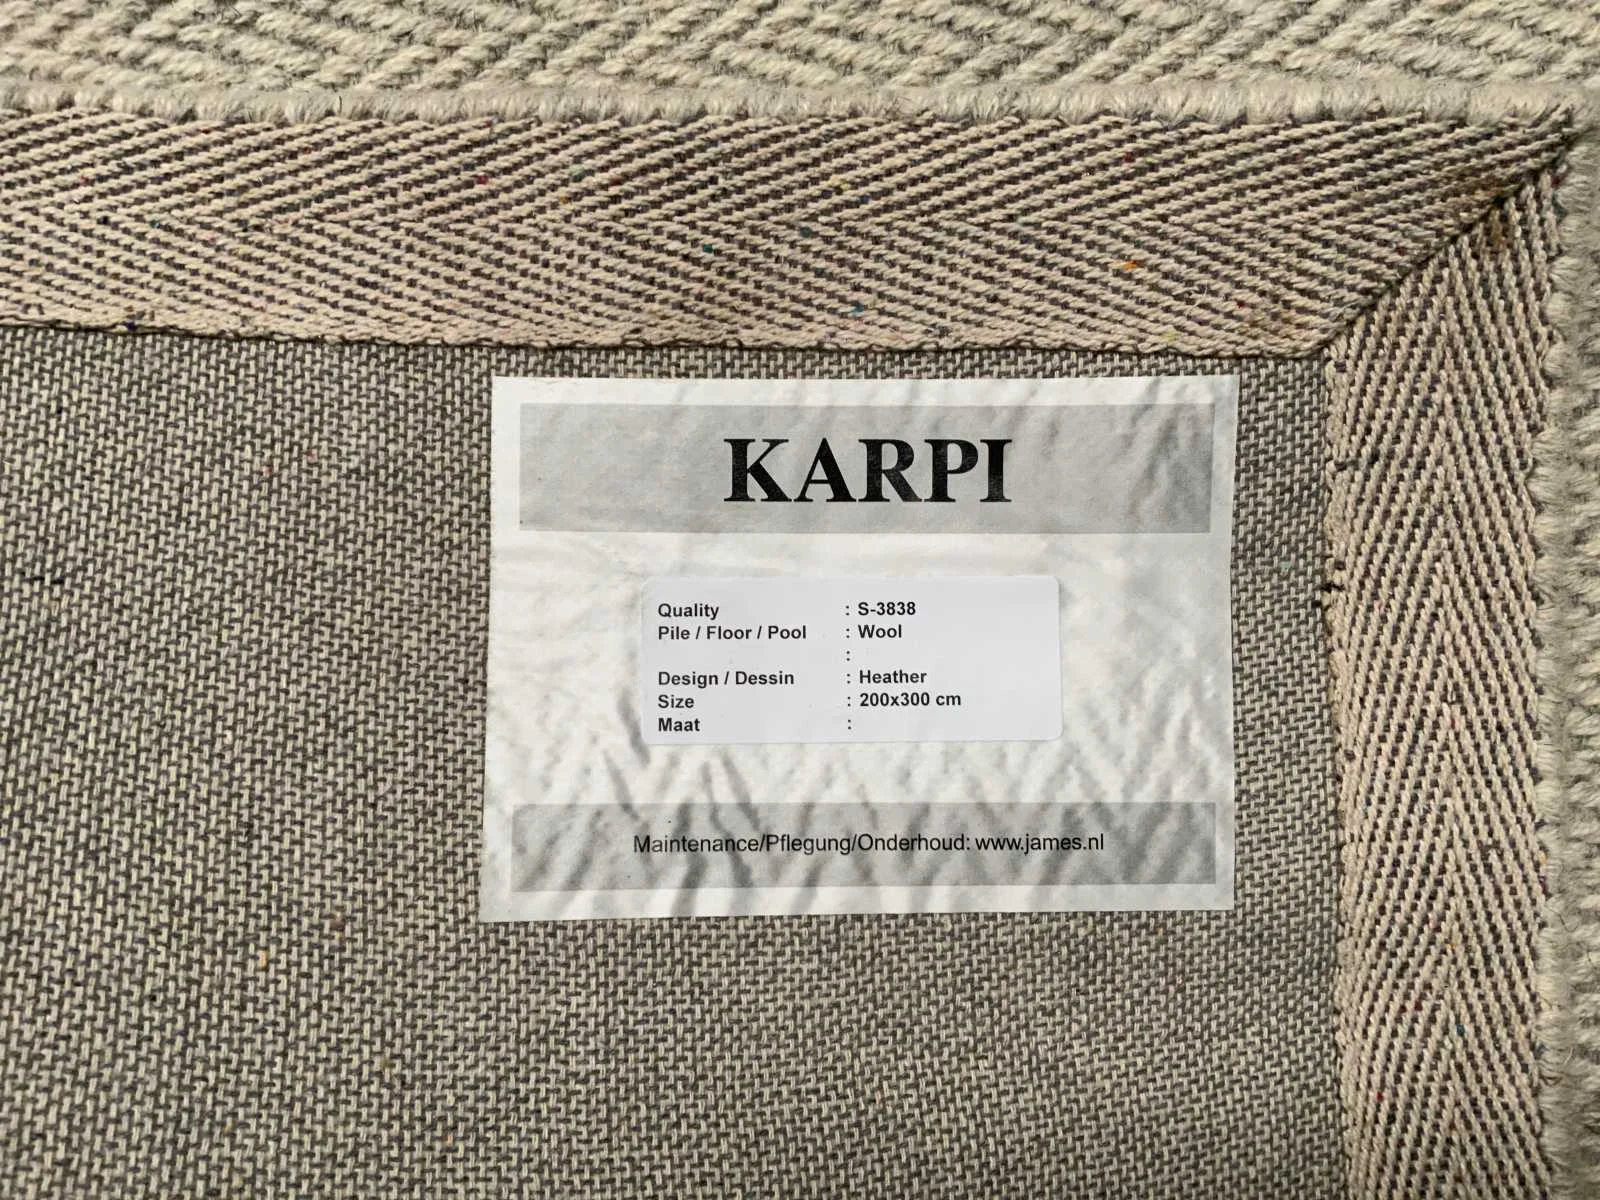 KARPI
Quality : S-3838
Pile / Floor / Pool : Wool
:
Design / Dessin : Heather
Size : 200x300 cm
Maat :
Maintenance/Pflegung/Onderhoud: www.james.nl